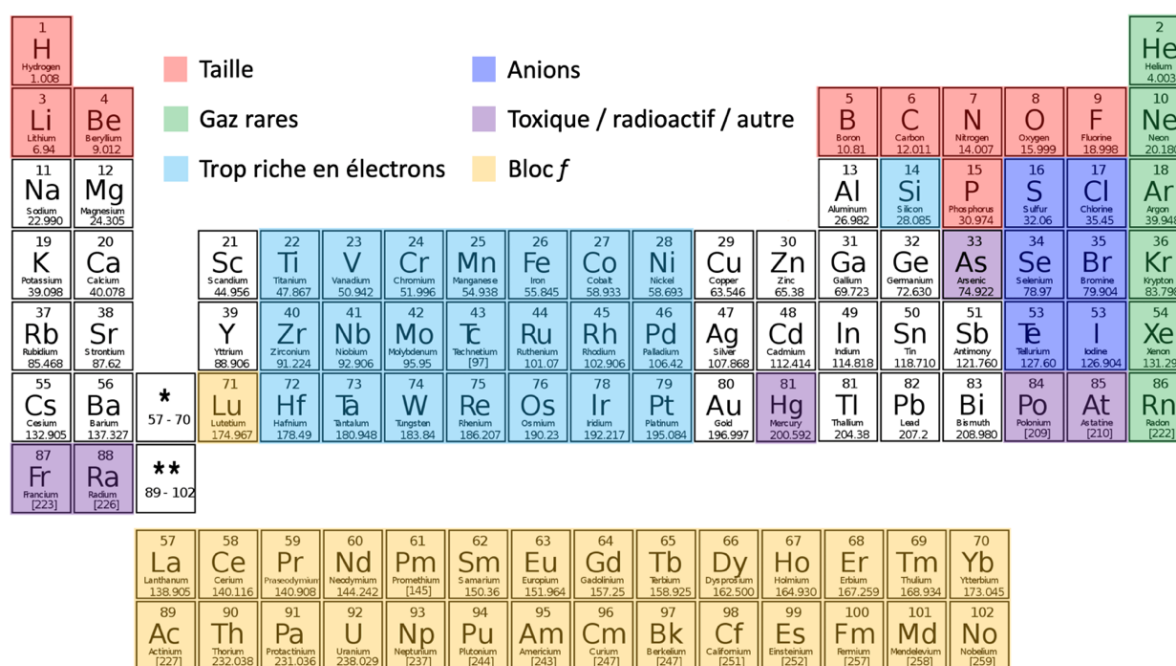 1 2
H He
Hydrogen Helium
1.008 4.003
Taille Anions
3 4 5 6 7 8 9 10
Li Be B C N O F Ne
Lithium Beryllium Boron Carbon Nitrogen Oxygen Fluorine Neon
6.94 9.012 10.81 12.011 14.007 15.999 18.998 20.180
Gaz rares Toxique / radioactif / autre
Trop riche en électrons Bloc f
11 12 13 14 15 16 17 18
Na Mg Al Si P S Cl Ar
Sodium Magnesium Aluminum Silicon Phosphorus Sulfur Chlorine Argon
22.990 24.305 26.982 28.085 30.974 32.06 35.45 39.948
19 20 21 22 23 24 25 26 27 28 29 30 31 32 33 34 35 36
K Ca Sc Ti V Cr Mn Fe Co Ni Cu Zn Ga Ge As Se Br Kr
Potassium Calcium Scandium Titanium Vanadium Chromium Manganese Iron Cobalt Nickel Copper Zinc Gallium Germanium Arsenic Selenium Bromine Krypton
39.098 40.078 44.956 47.867 50.942 51.996 54.938 55.845 58.933 58.693 63.546 65.38 69.723 72.630 74.922 78.97 79.904 83.790
37 38 39 40 41 42 43 44 45 46 47 48 49 50 51 53 53 54
Rb Sr Y Zr Nb Mo Tc Ru Rh Pd Ag Cd In Sn Sb Te I Xe
Rubidium Strontium Yttrium Zirconium Niobium Molybdenum Technetium Ruthenium Rhodium Palladium Silver Cadmium Indium Tin Antimony Tellurium Iodine Xenon
85.468 87.62 88.906 91.224 92.906 95.95 [97] 101.07 102.906 106.42 107.868 112.414 114.818 118.710 121.760 127.60 126.904 131.29
55 56 * 71 72 73 74 75 76 78 78 79 81 81 82 83 84 85 86
Cs Ba 57 - 70 Lu Hf Ta W Re Os Ir Pt Au Hg Tl Pb Bi Po At Rn
Cesium Barium Lutetium Hafnium Tantalum Tungsten Rhenium Osmium Iridium Platinum Gold Mercury Thallium Lead Bismuth Polonium Astatine Radon
132.905 137.327 174.967 178.49 180.948 183.84 186.207 190.23 192.217 195.084 196.997 200.592 204.38 207.2 208.980 [209] [210] [222]
87 88 **
Fr Ra 89 - 102
Francium Radium
[223] [226]
57 58 59 60 61 62 63 64 65 66 67 68 69 70
La Ce Pr Nd Pm Sm Eu Gd Tb Dy Ho Er Tm Yb
Lanthanum Cerium Praseodymium Neodymium Promethium Samarium Europium Gadolinium Terbium Dysprosium Holmium Erbium Thulium Ytterbium
138.905 140.116 140.908 144.242 [145] 150.36 151.964 157.25 158.925 162.500 164.930 167.259 168.934 173.045
89 90 91 92 93 94 95 96 97 98 99 100 101 102
Ac Th Pa U Np Pu Am Cm Bk Cf Es Fm Md No
Actinium Thorium Protactinium Uranium Neptunium Plutonium Americium Curium Berkelium Californium Einsteinium Fermium Mendelevium Nobelium
[227] 232.038 231.036 238.029 [237] [244] [243] [247] [247] [251] [252] [257] [258] [259]